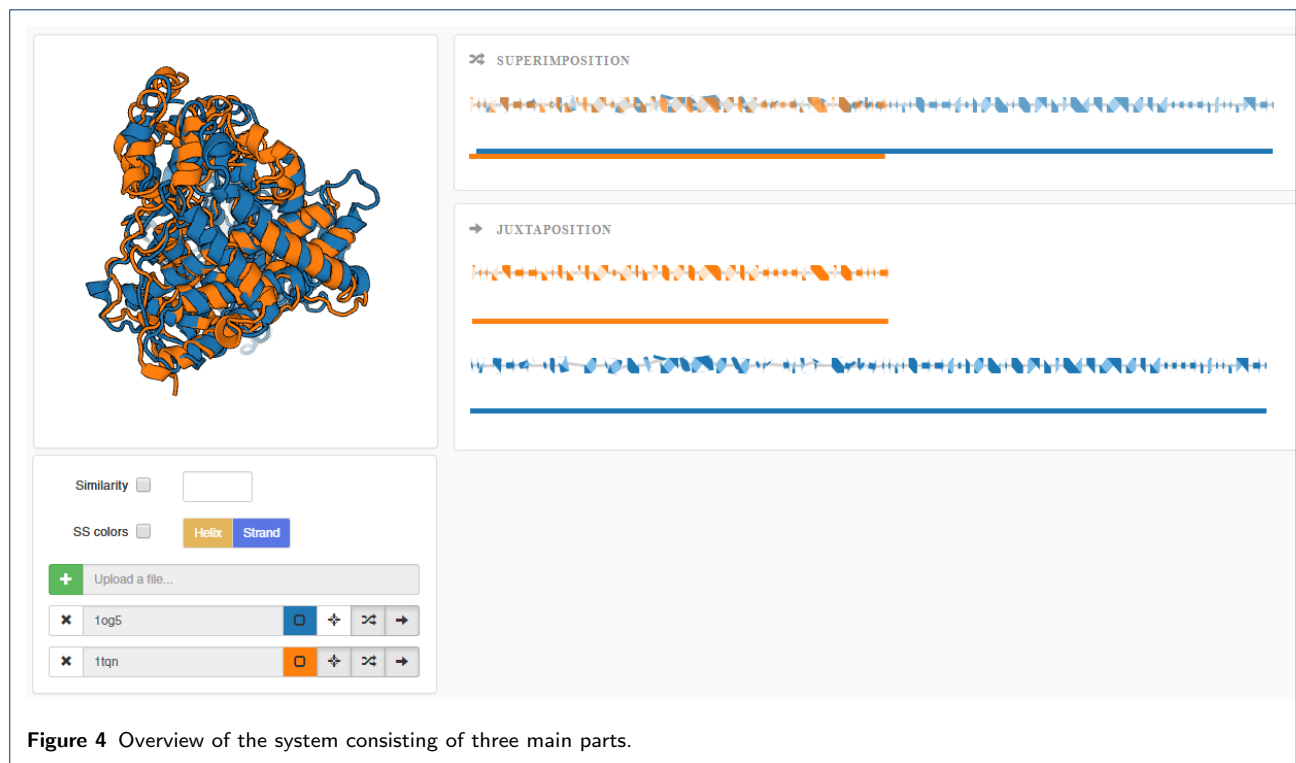 SUPERIMPOSITION
JUXTAPOSITION
Similarity
SS colors Helix Strand
Upload a file...
1og5
1tqn
Figure 4 Overview of the system consisting of three main parts.